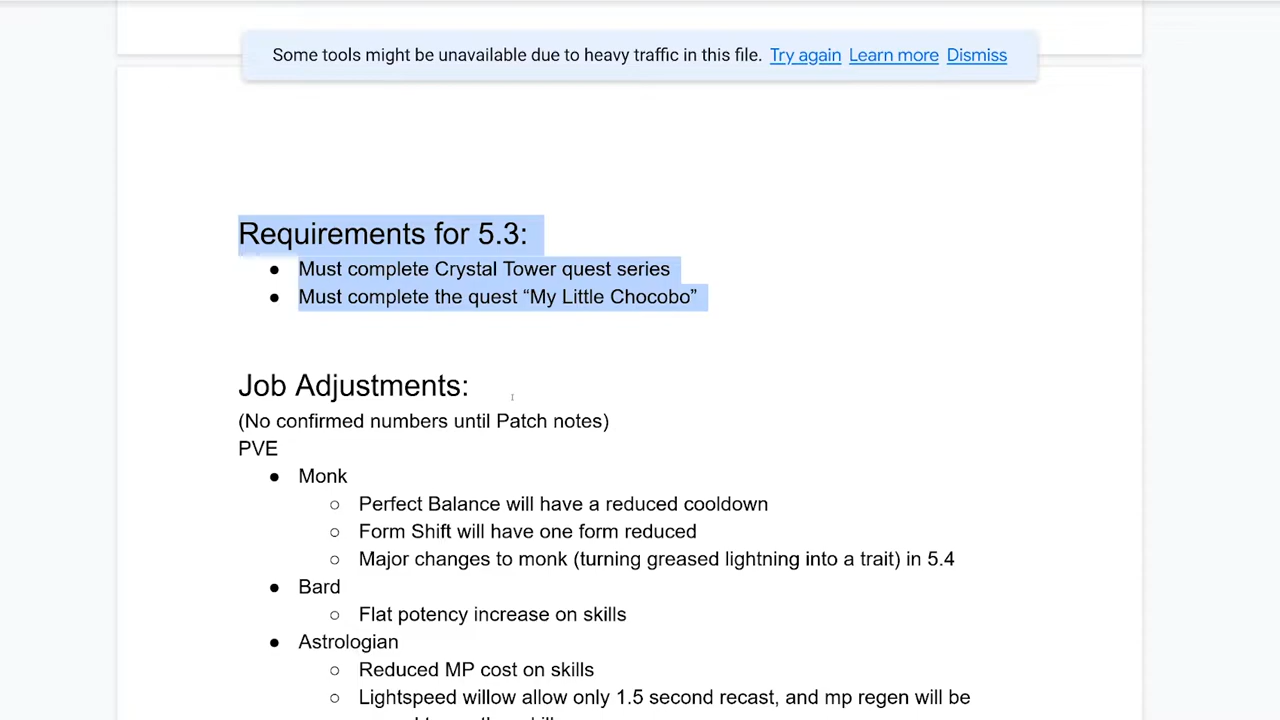 Some tools might be unavailable due to heavy traffic in this file. Try again Learn more Dismiss
Requirements for 5.3:
● Must complete Crystal Tower quest series
● Must complete the quest “My Little Chocobo”
Job Adjustments:
(No confirmed numbers until Patch notes)
PVE
● Monk
○ Perfect Balance will have a reduced cooldown
○ Form Shift will have one form reduced
○ Major changes to monk (turning greased lightning into a trait) in 5.4
● Bard
○ Flat potency increase on skills
● Astrologian
○ Reduced MP cost on skills
○ Lightspeed willow allow only 1.5 second recast, and mp regen will be